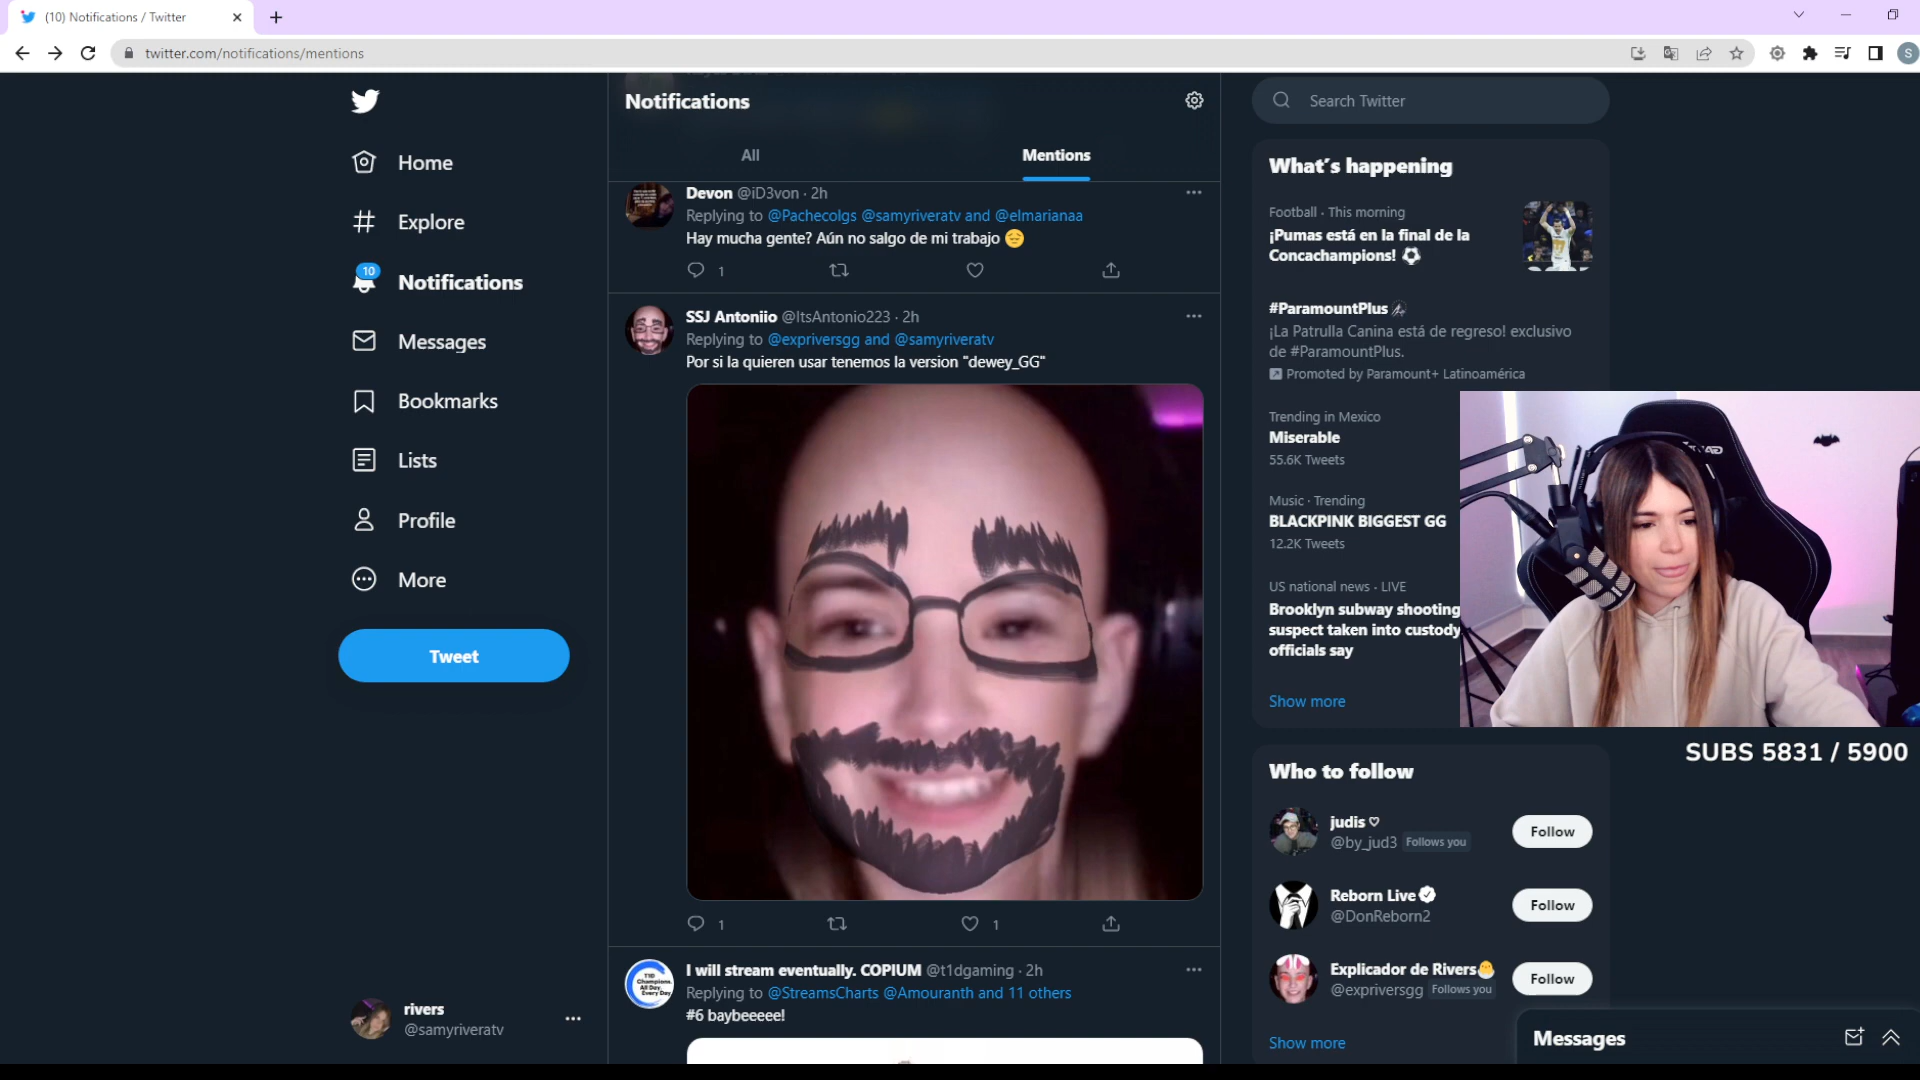 (10) Notifications / Twitter
twitter.com/notifications/mentions
S
Home
Explore
10
Notifications
Messages
Bookmarks
Lists
Profile
More
Tweet
rivers
@samyriveratv
Notifications
All
Mentions
Devon @iD3von · 2h
Replying to @Pachecolgs @samyriveratv and @elmarianaa
Hay mucha gente? Aún no salgo de mi trabajo 😔
1
SSJ Antoniio @ItsAntonio223 · 2h
Replying to @expriversgg and @samyriveratv
Por si la quieren usar tenemos la version "dewey_GG"
1
1
T1D
Champions.
All Day,
Every Day
I will stream eventually. COPIUM @t1dgaming · 2h
Replying to @StreamsCharts @Amouranth and 11 others
#6 baybeeeee!
Search Twitter
What's happening
Football · This morning
¡Pumas está en la final de la
Concachampions! ⚽
#ParamountPlus
¡La Patrulla Canina está de regreso! exclusivo
de #ParamountPlus.
Promoted by Paramount+ Latinoamérica
Trending in Mexico
Miserable
55.6K Tweets
Music · Trending
BLACKPINK BIGGEST GG
12.2K Tweets
US national news · LIVE
Brooklyn subway shooting
suspect taken into custody
officials say
Show more
SUBS 5831 / 5900
Who to follow
judis ♡
@by_jud3 Follows you
Follow
Reborn Live
@DonReborn2
Follow
Explicador de Rivers🐣
@expriversgg Follows you
Follow
Show more
Messages